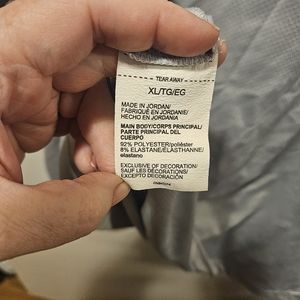 TEAR AWAY
XL/TG/EG
MADE IN JORDAN/
FABRIQUÉ EN JORDANIE/
HECHO EN JORDANIA
MAIN BODY/CORPS PRINCIPAL/
PARTE PRINCIPAL DEL
CUERPO
92% POLYESTER/poliéster
8% ELASTANE/ÉLASTHANNE/
elastano
EXCLUSIVE OF DECORATION/
SAUF LES DÉCORATIONS/
EXCEPTO DECORACIÓN